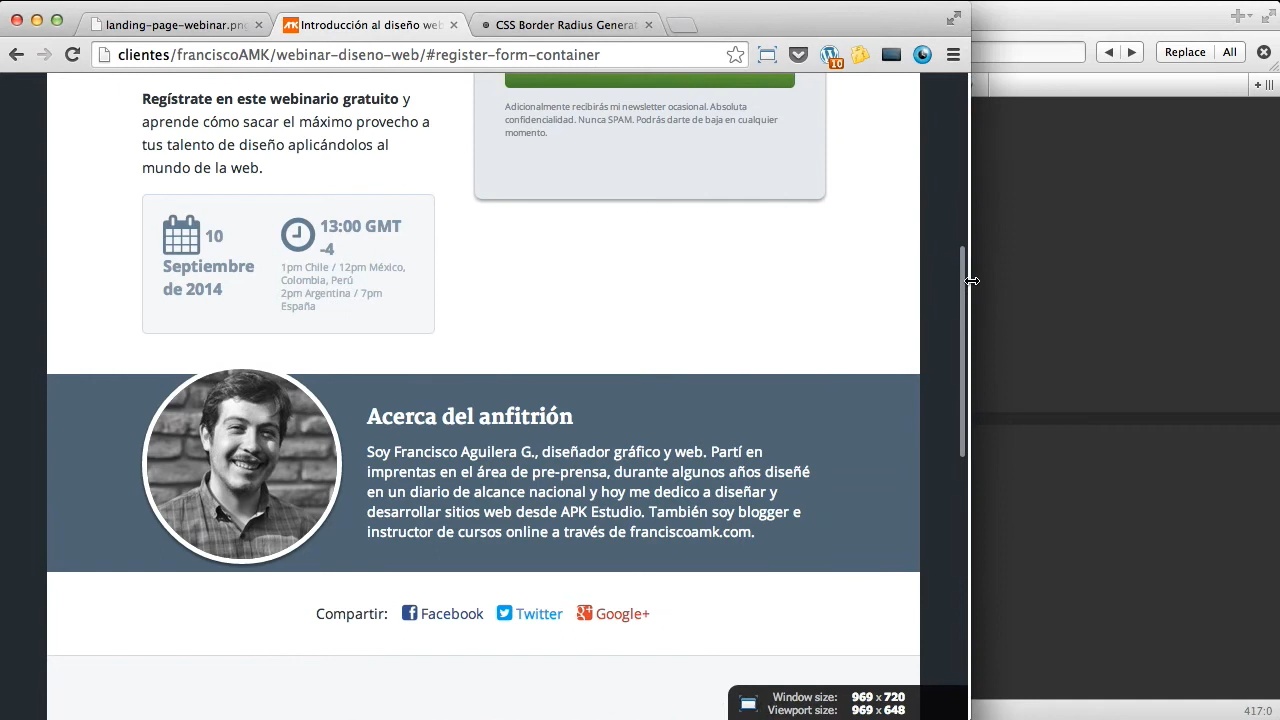 landing-page-webinar.png
Introducción al diseño web
CSS Border Radius Generat
clientes/franciscoAMK/webinar-diseno-web/#register-form-container
10
Replace
All
Regístrate en este webinario gratuito y
aprende cómo sacar el máximo provecho a
tus talento de diseño aplicándolos al
mundo de la web.
Adicionalmente recibirás mi newsletter ocasional. Absoluta
confidencialidad. Nunca SPAM. Podrás darte de baja en cualquier
momento.
10
Septiembre
de 2014
13:00 GMT
-4
1pm Chile / 12pm México,
Colombia, Perú
2pm Argentina / 7pm
España
Acerca del anfitrión
Soy Francisco Aguilera G., diseñador gráfico y web. Partí en
imprentas en el área de pre-prensa, durante algunos años diseñé
en un diario de alcance nacional y hoy me dedico a diseñar y
desarrollar sitios web desde APK Estudio. También soy blogger e
instructor de cursos online a través de franciscoamk.com.
Compartir: Facebook Twitter Google+
Window size: 969 x 720
Viewport size: 969 x 648
417:0